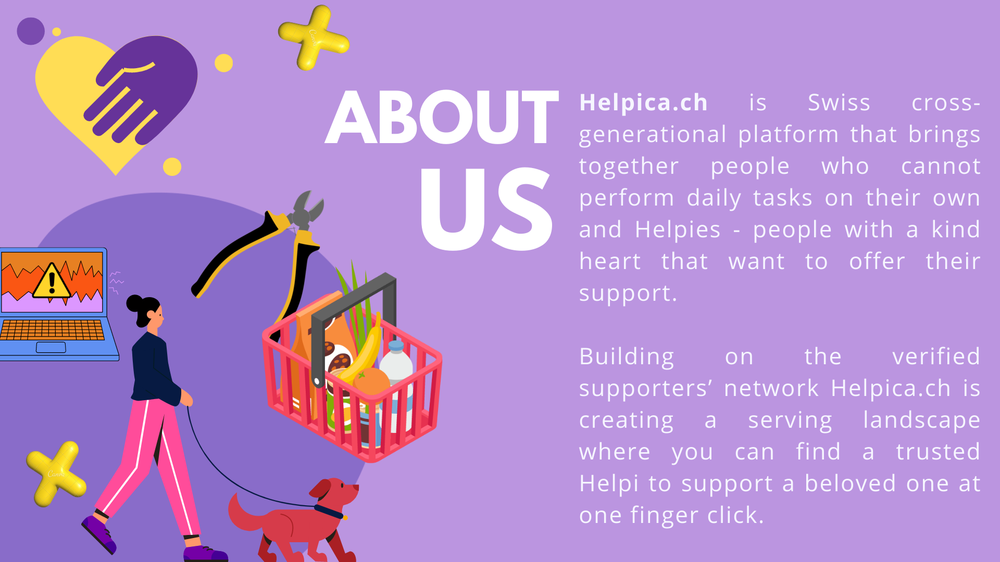 Canva
ABOUT
US
Helpica.ch is Swiss cross-
generational platform that brings
together people who cannot
perform daily tasks on their own
and Helpies - people with a kind
heart that want to offer their
support.
Building on the verified
supporters’ network Helpica.ch is
creating a serving landscape
where you can find a trusted
Helpi to support a beloved one at
one finger click.
Canva